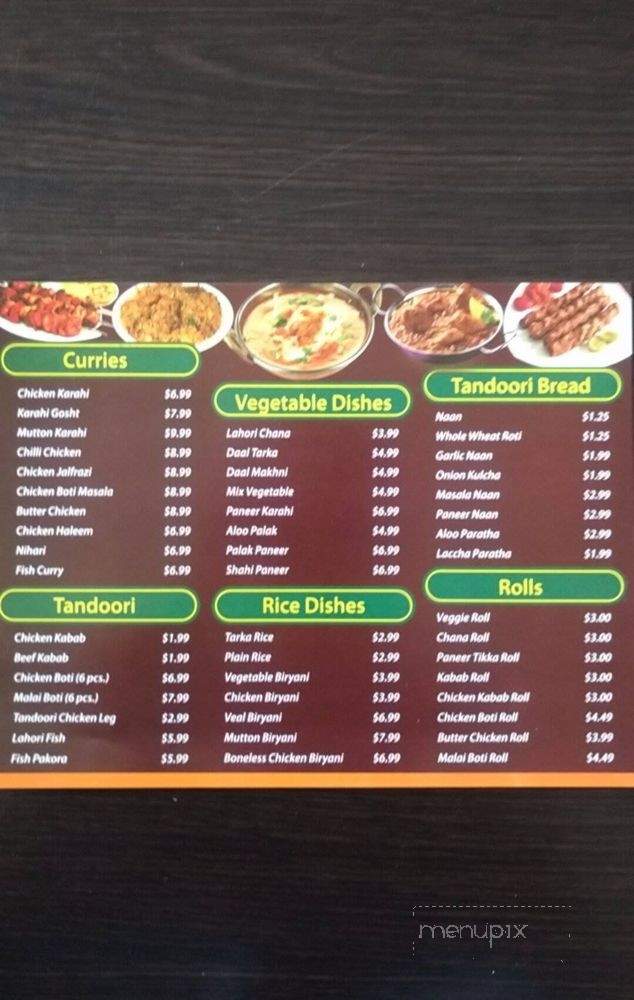 Curries
Chicken Karahi $6.99
Karahi Gosht $7.99
Mutton Karahi $9.99
Chilli Chicken $8.99
Chicken Jalfrazi $8.99
Chicken Boti Masala $8.99
Butter Chicken $8.99
Chicken Haleem $6.99
Nihari $6.99
Fish Curry $6.99
Tandoori
Chicken Kabab $1.99
Beef Kabab $1.99
Chicken Boti (6 pcs.) $6.99
Malai Boti (6 pcs.) $7.99
Tandoori Chicken Leg $2.99
Lahori Fish $5.99
Fish Pakora $5.99
Vegetable Dishes
Lahori Chana $3.99
Daal Tarka $4.99
Daal Makhni $4.99
Mix Vegetable $4.99
Paneer Karahi $6.99
Aloo Palak $4.99
Palak Paneer $6.99
Shahi Paneer $6.99
Rice Dishes
Tarka Rice $2.99
Plain Rice $2.99
Vegetable Biryani $3.99
Chicken Biryani $3.99
Veal Biryani $6.99
Mutton Biryani $7.99
Boneless Chicken Biryani $6.99
Tandoori Bread
Naan $1.25
Whole Wheat Roti $1.25
Garlic Naan $1.99
Onion Kulcha $1.99
Masala Naan $2.99
Paneer Naan $2.99
Aloo Paratha $2.99
Laccha Paratha $1.99
Rolls
Veggie Roll $3.00
Chana Roll $3.00
Paneer Tikka Roll $3.00
Kabab Roll $3.00
Chicken Kabab Roll $3.00
Chicken Boti Roll $4.49
Butter Chicken Roll $3.99
Malai Boti Roll $4.49
menupix